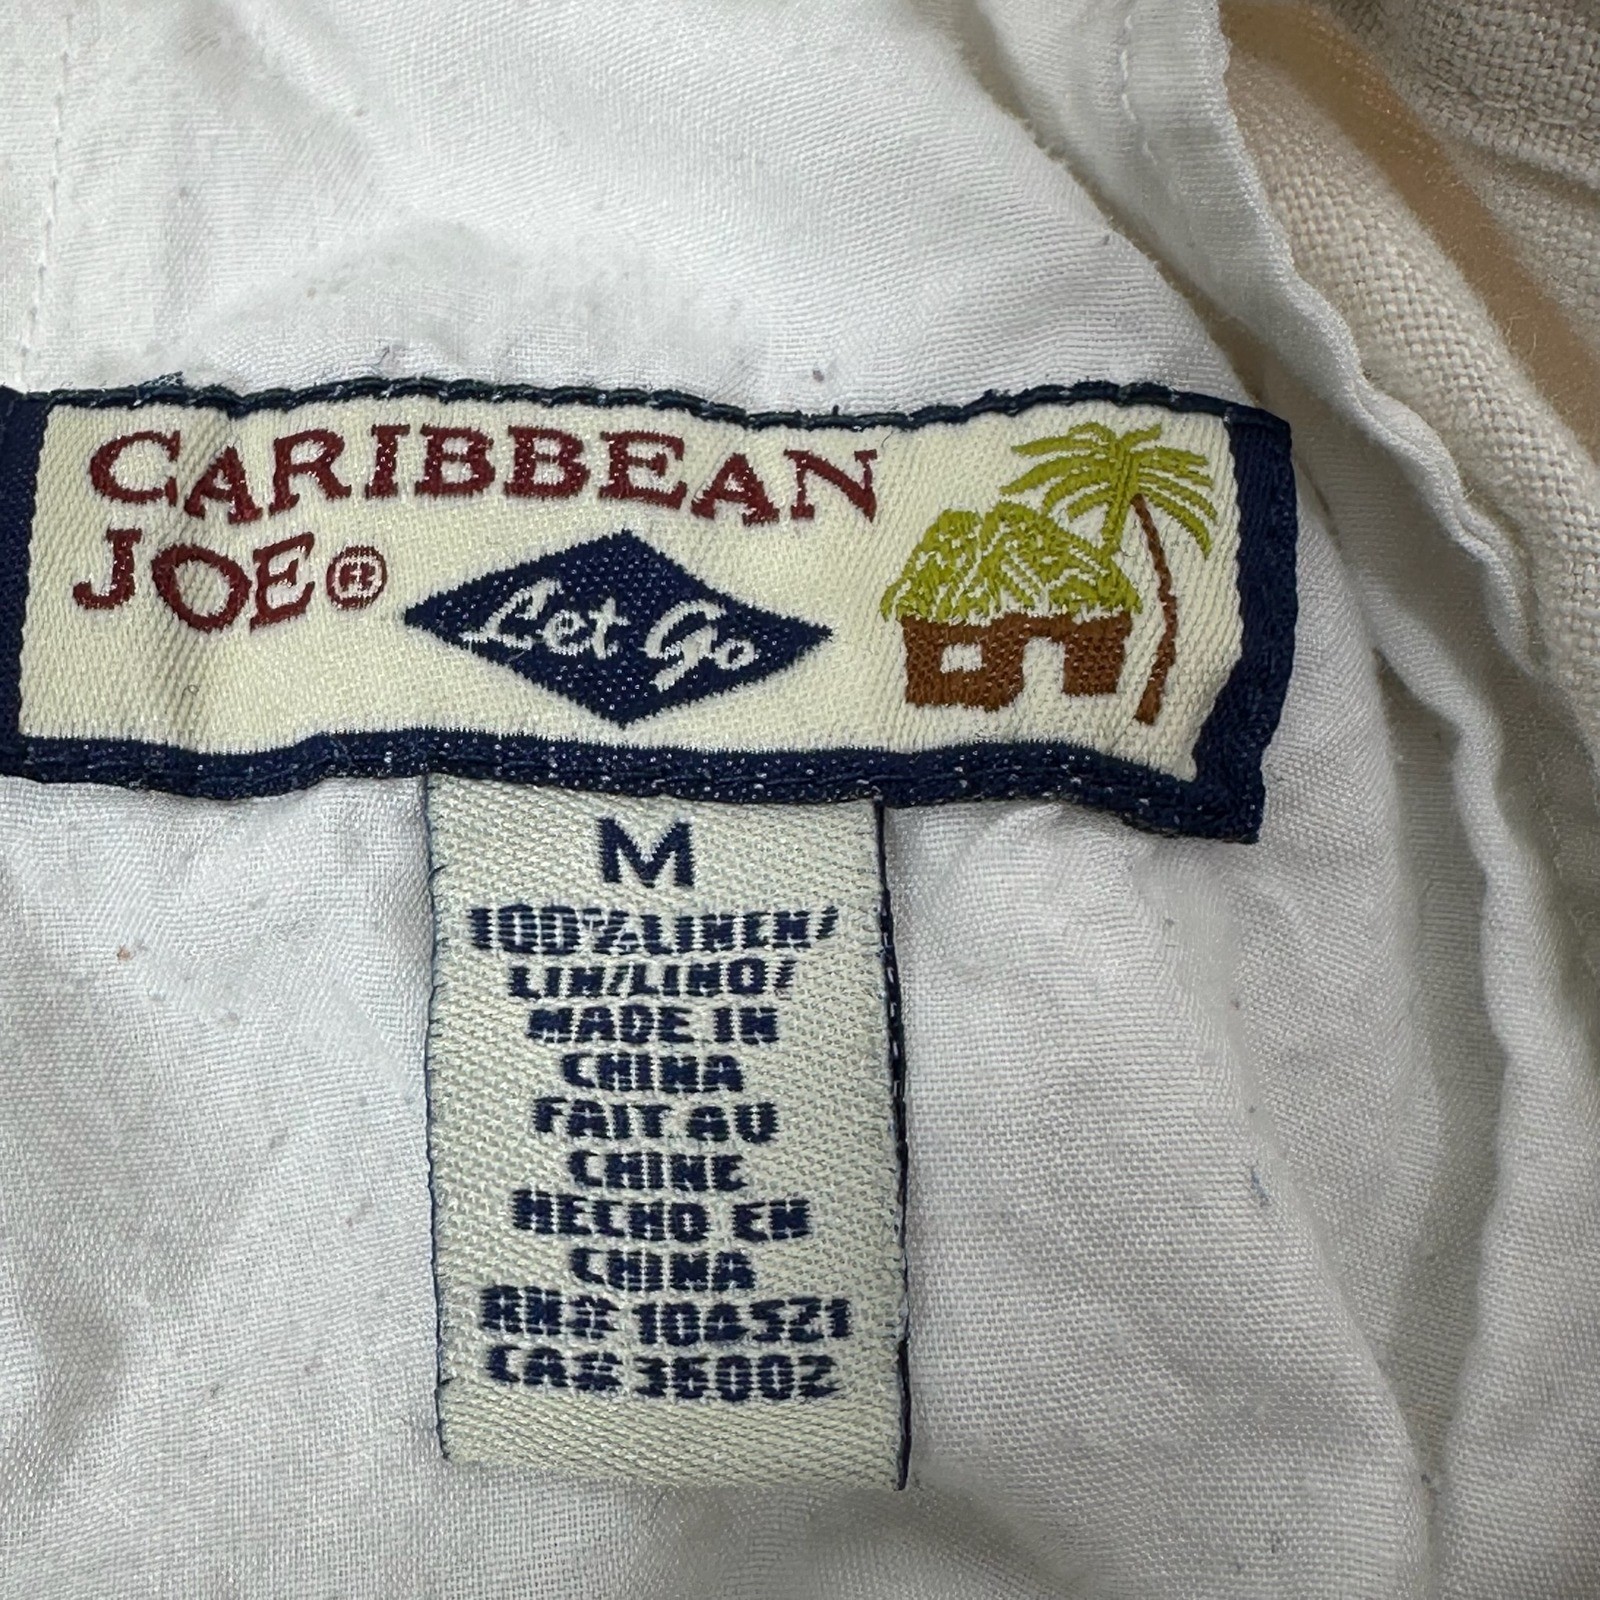 CARIBBEAN
JOE®
Let Go
M
100% LINEN/
LIN/LINO/
MADE IN
CHINA
FAIT AU
CHINE
HECHO EN
CHINA
RN# 104521
CA# 36002